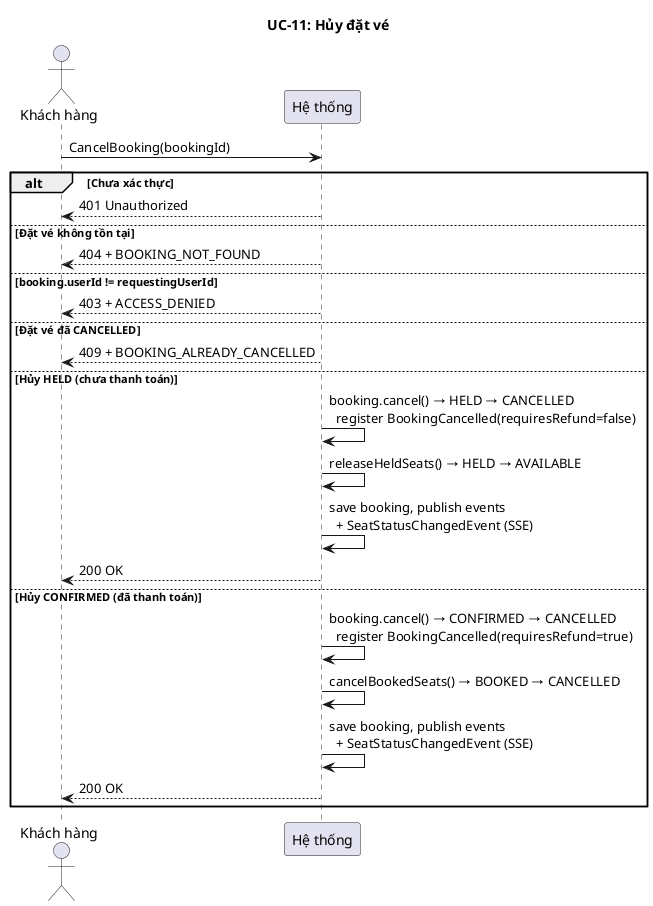 UC-11: Hủy đặt vé
Khách hàng
Hệ thống
CancelBooking(bookingId)
alt [Chưa xác thực]
401 Unauthorized
[Đặt vé không tồn tại]
404 + BOOKING_NOT_FOUND
[booking.userId != requestingUserId]
403 + ACCESS_DENIED
[Đặt vé đã CANCELLED]
409 + BOOKING_ALREADY_CANCELLED
[Hủy HELD (chưa thanh toán)]
booking.cancel() → HELD → CANCELLED
register BookingCancelled(requiresRefund=false)
releaseHeldSeats() → HELD → AVAILABLE
save booking, publish events
+ SeatStatusChangedEvent (SSE)
200 OK
[Hủy CONFIRMED (đã thanh toán)]
booking.cancel() → CONFIRMED → CANCELLED
register BookingCancelled(requiresRefund=true)
cancelBookedSeats() → BOOKED → CANCELLED
save booking, publish events
+ SeatStatusChangedEvent (SSE)
200 OK
Khách hàng
Hệ thống